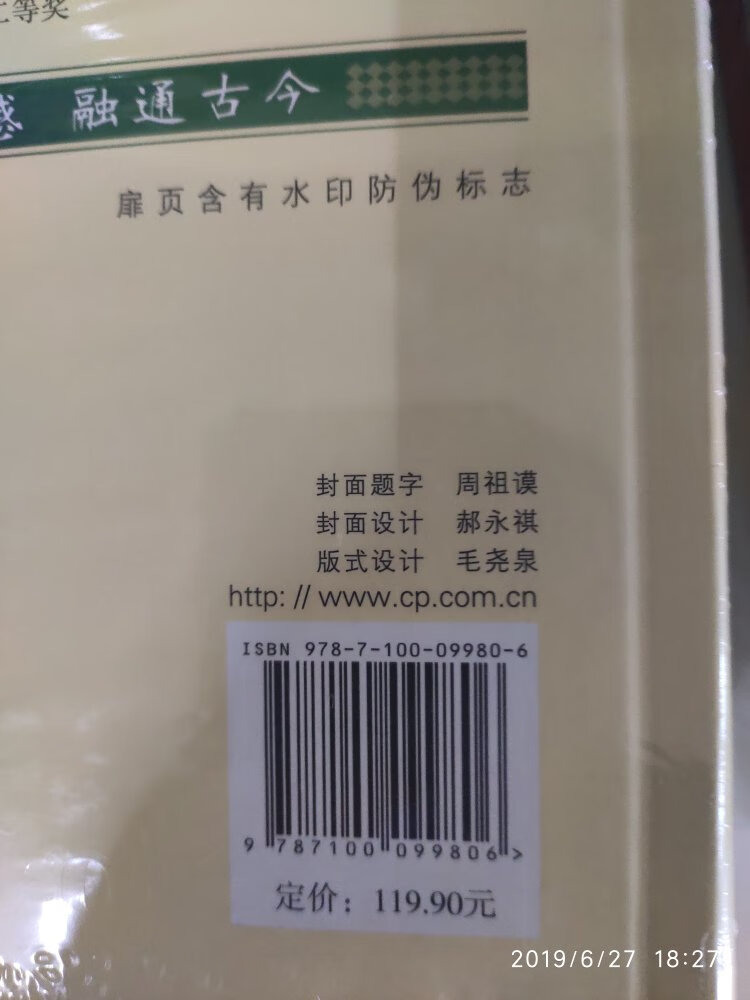 二等奖
融通古今
扉页含有水印防伪标志
封面题字 周祖谟
封面设计 郝永祺
版式设计 毛尧泉
http: // www.cp.com.cn
ISBN 978-7-100-09980-6
9 787100 099806 >
定价：119.90元
2019/6/27 18:27